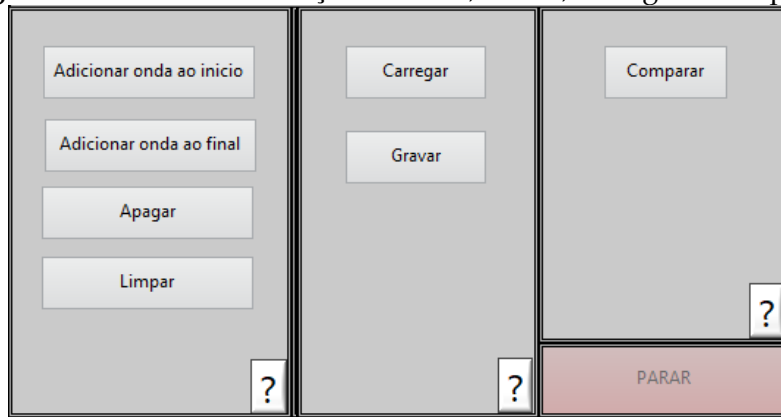 Adicionar onda ao inicio
Adicionar onda ao final
Apagar
Limpar
?
Carregar
Gravar
?
Comparar
?
PARAR